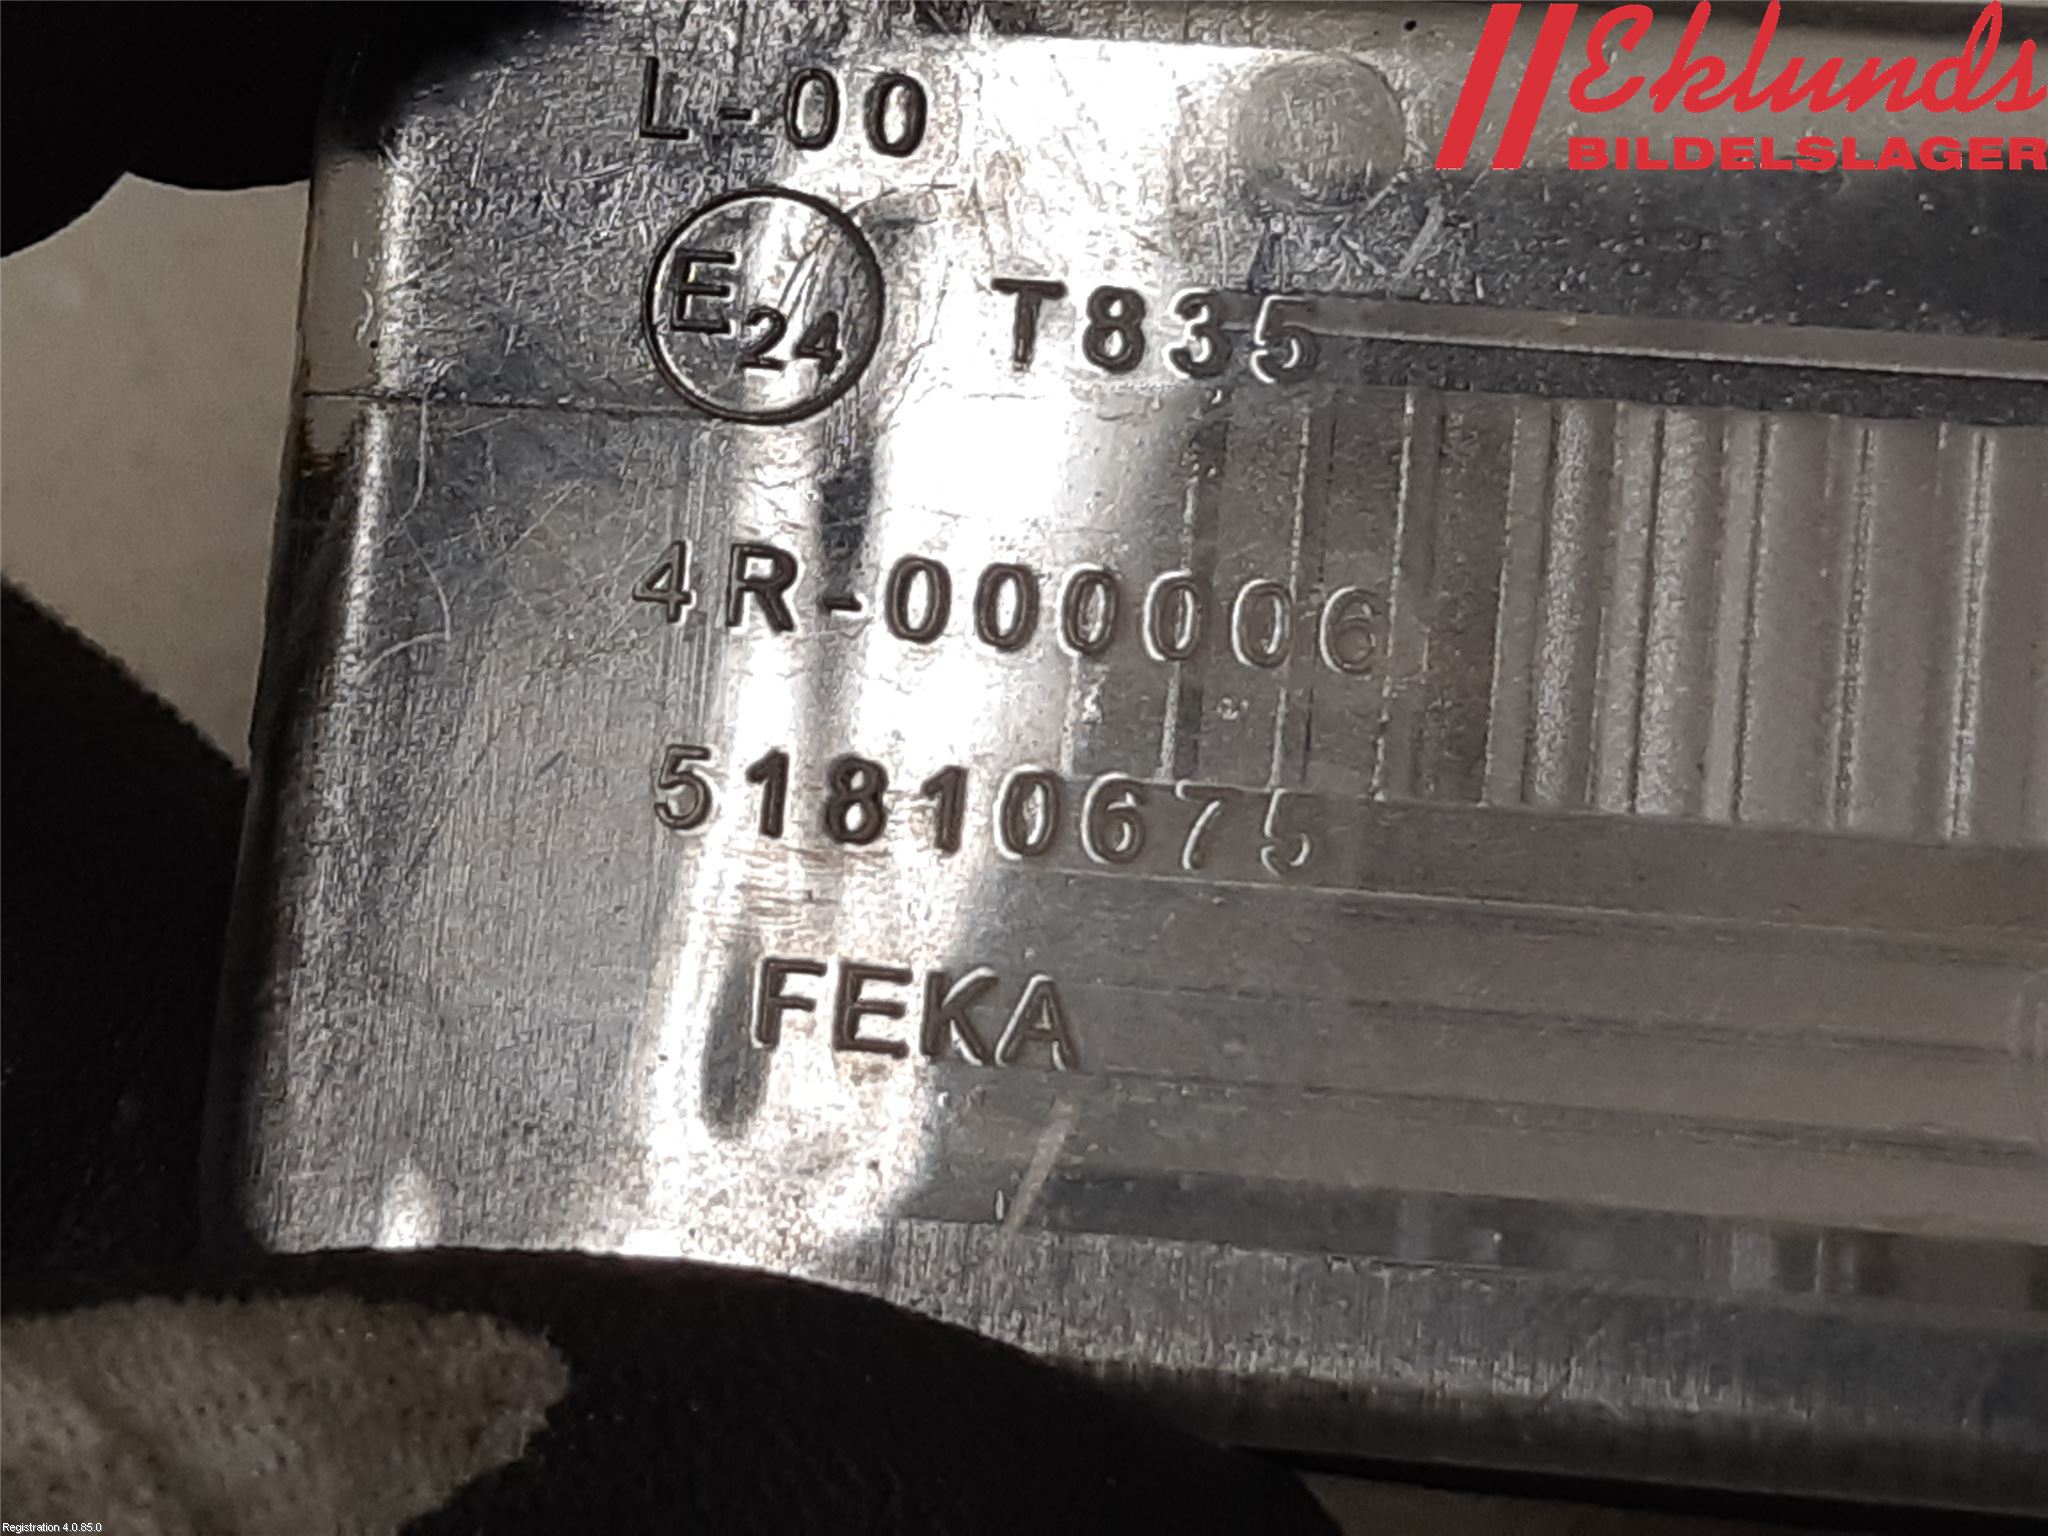 Eklunds
BILDELSLAGER
L-00
E24 T835
4R-000006
51810675
FEKA
Registration 4.0.85.0